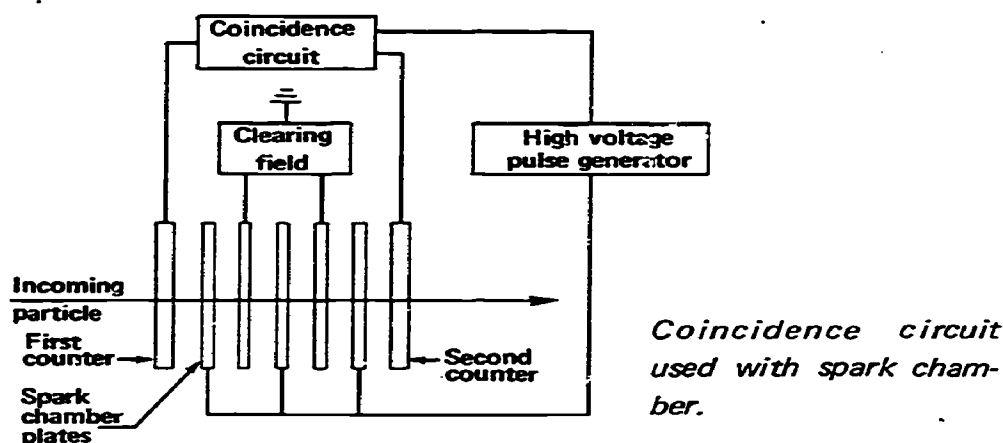 Coincidence
circuit
Clearing
field
High voltage
pulse generator
Incoming
particle
First
counter
Second
counter
Spark
chamber
plates
Coincidence circuit
used with spark cham-
ber.